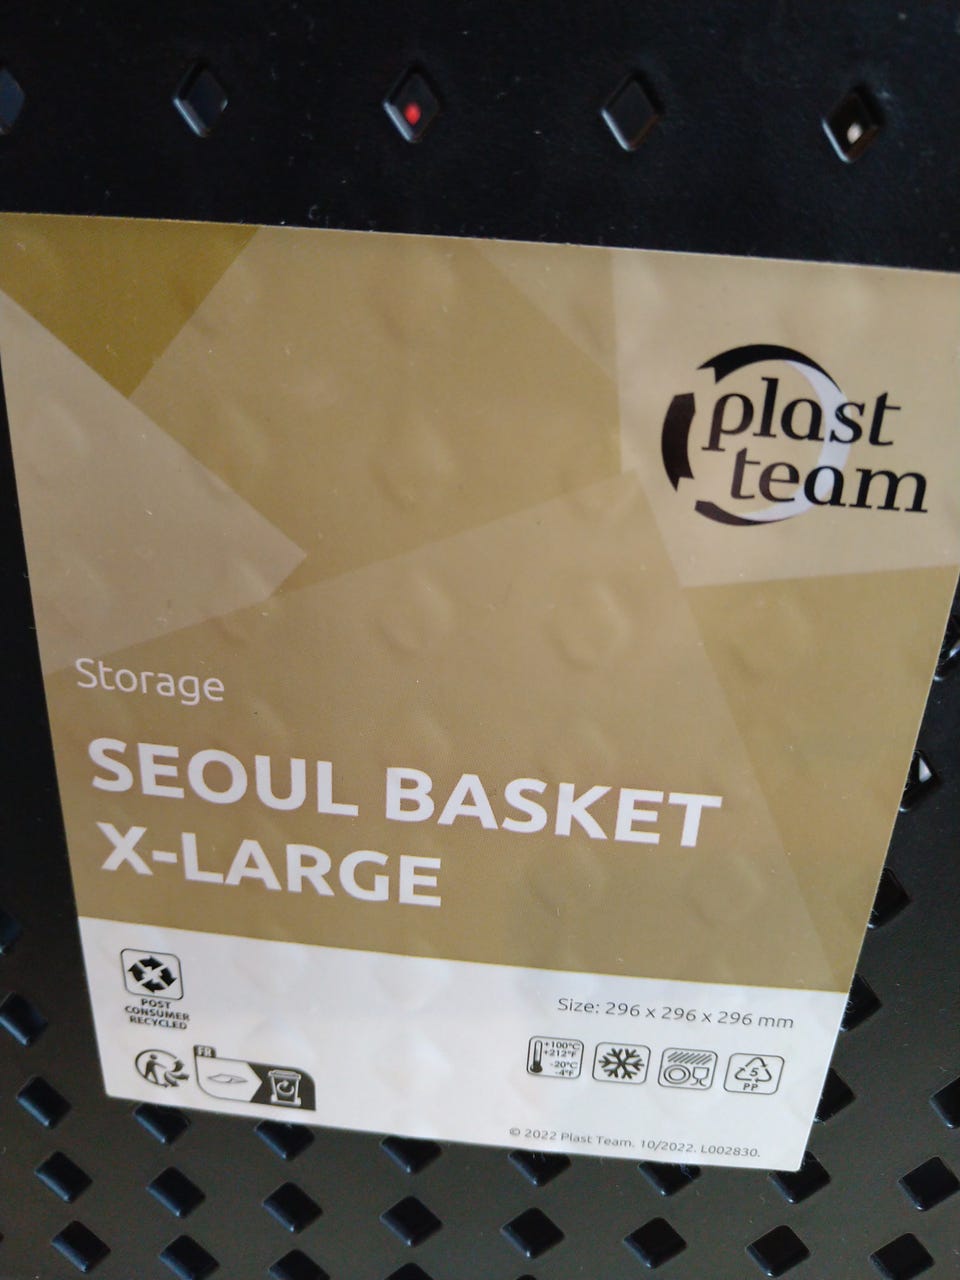 plast
team
Storage
SEOUL BASKET
X-LARGE
POST
CONSUMER
RECYCLED
Size: 296 x 296 x 296 mm
FR
+100°C
+212°F
-20°C
-4°F
5
PP
© 2022 Plast Team. 10/2022. L002830.